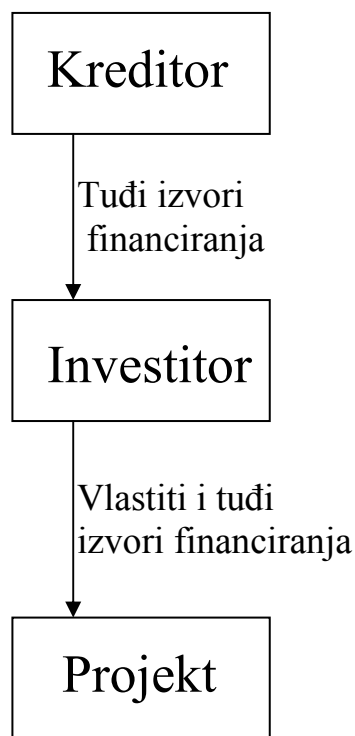 Kreditor
Tuđi izvori
financiranja
Investitor
Vlastiti i tuđi
izvori financiranja
Projekt